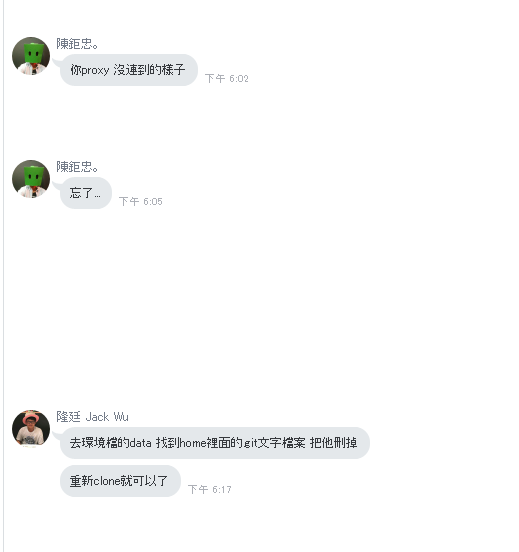 陳鉅忠。
你proxy 沒連到的樣子
下午 6:02
陳鉅忠。
忘了...
下午 6:05
隆廷 Jack Wu
去環境檔的data 找到home裡面的git文字檔案 把他刪掉
重新clone就可以了
下午 6:17